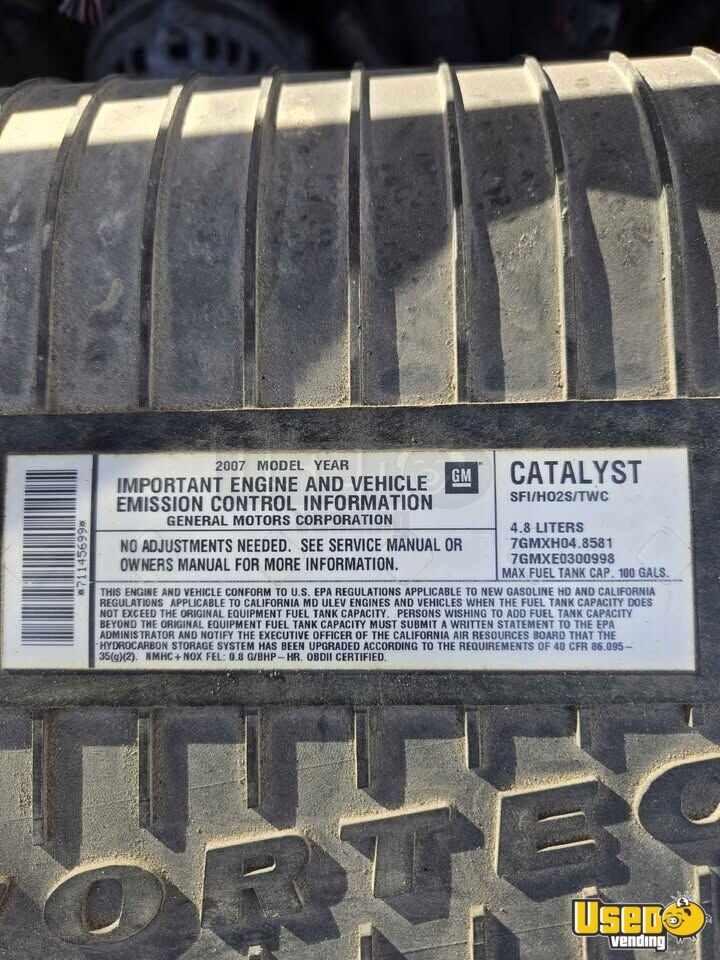 2007 MODEL YEAR
IMPORTANT ENGINE AND VEHICLE
EMISSION CONTROL INFORMATION
GENERAL MOTORS CORPORATION
GM
NO ADJUSTMENTS NEEDED. SEE SERVICE MANUAL OR
OWNERS MANUAL FOR MORE INFORMATION.
CATALYST
SFI/HO2S/TWC
4.8 LITERS
7GMXH04.8581
7GMXE0300998
MAX FUEL TANK CAP. 100 GALS.
THIS ENGINE AND VEHICLE CONFORM TO U.S. EPA REGULATIONS APPLICABLE TO NEW GASOLINE HD AND CALIFORNIA
REGULATIONS APPLICABLE TO CALIFORNIA MD ULEV ENGINES AND VEHICLES WHEN THE FUEL TANK CAPACITY DOES
NOT EXCEED THE ORIGINAL EQUIPMENT FUEL TANK CAPACITY. PERSONS WISHING TO ADD FUEL TANK CAPACITY
BEYOND THE ORIGINAL EQUIPMENT FUEL TANK CAPACITY MUST SUBMIT A WRITTEN STATEMENT TO THE EPA
ADMINISTRATOR AND NOTIFY THE EXECUTIVE OFFICER OF THE CALIFORNIA AIR RESOURCES BOARD THAT THE
HYDROCARBON STORAGE SYSTEM HAS BEEN UPGRADED ACCORDING TO THE REQUIREMENTS OF 40 CFR 86.095-
35(g)(2). NMHC+NOX FEL: 0.8 G/BHP-HR. OBDII CERTIFIED.
*71145699*
VORTEC
USED
vending